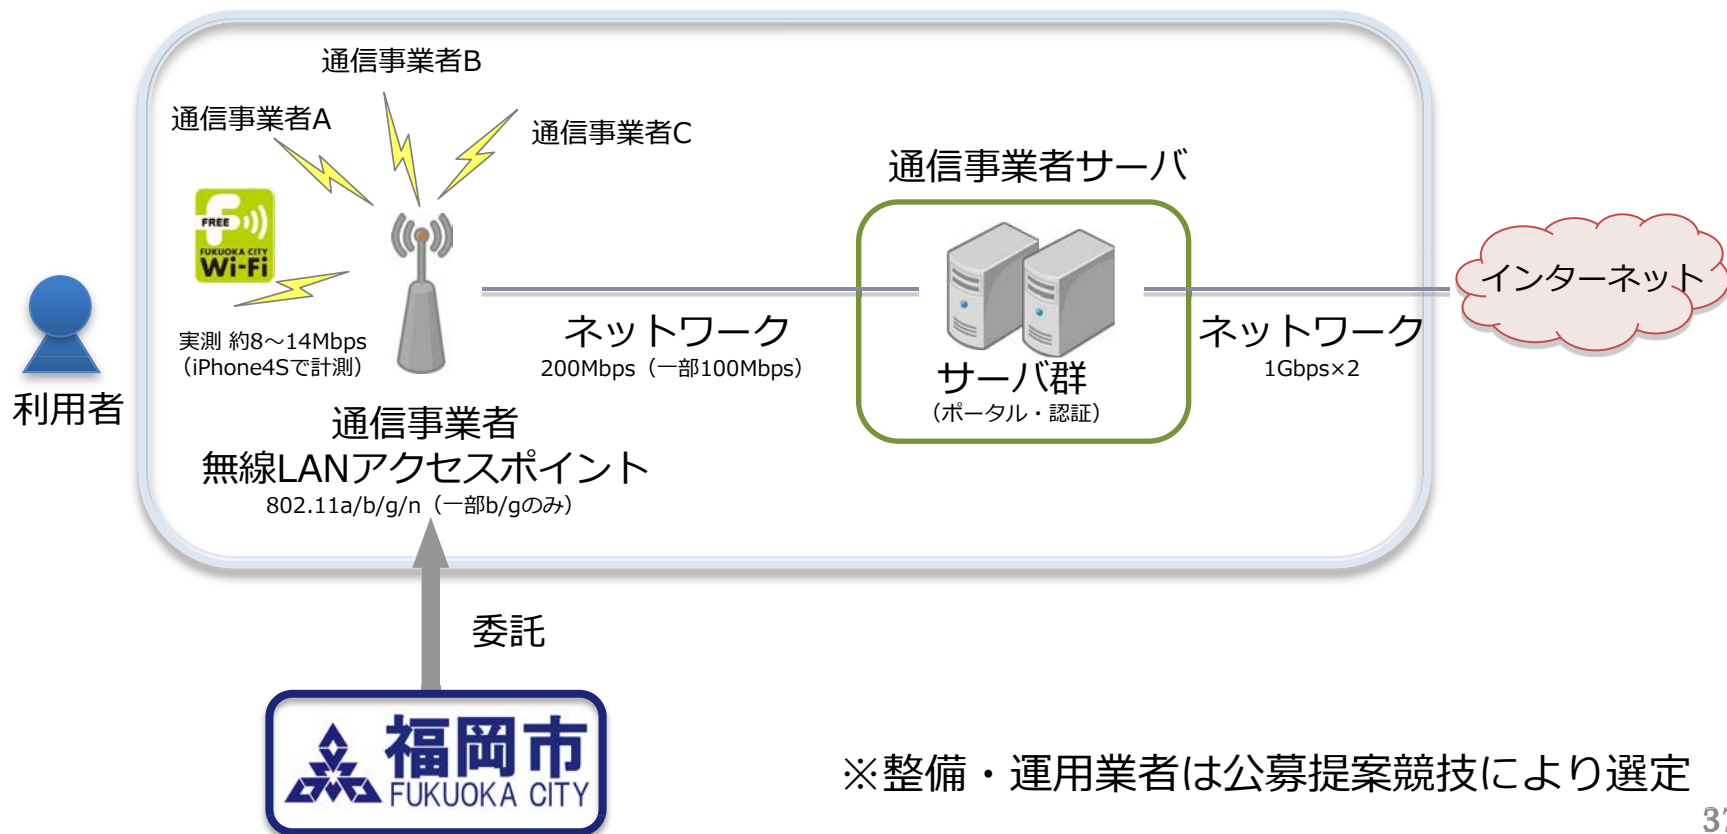 通信事業者B
通信事業者A
通信事業者C
通信事業者サーバ
FREE
FUKUOKA CITY
Wi-Fi
インターネット
実測 約8～14Mbps
（iPhone4Sで計測）
ネットワーク
200Mbps（一部100Mbps）
サーバ群
（ポータル・認証）
ネットワーク
1Gbps×2
利用者
通信事業者
無線LANアクセスポイント
802.11a/b/g/n（一部b/gのみ）
委託
福岡市
FUKUOKA CITY
※整備・運用業者は公募提案競技により選定
37